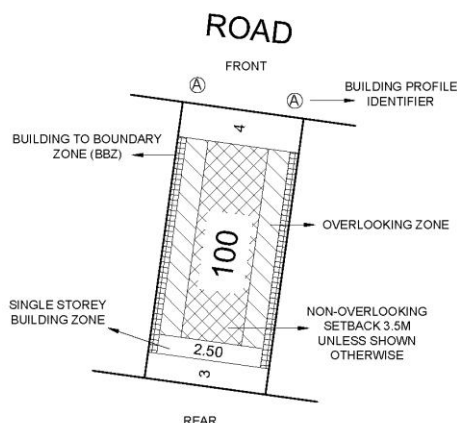 ROAD
FRONT
A
A
BUILDING PROFILE
IDENTIFIER
4
BUILDING TO BOUNDARY
ZONE (BBZ)
OVERLOOKING ZONE
100
SINGLE STOREY
BUILDING ZONE
NON-OVERLOOKING
SETBACK 3.5M
UNLESS SHOWN
OTHERWISE
2.50
3
REAR